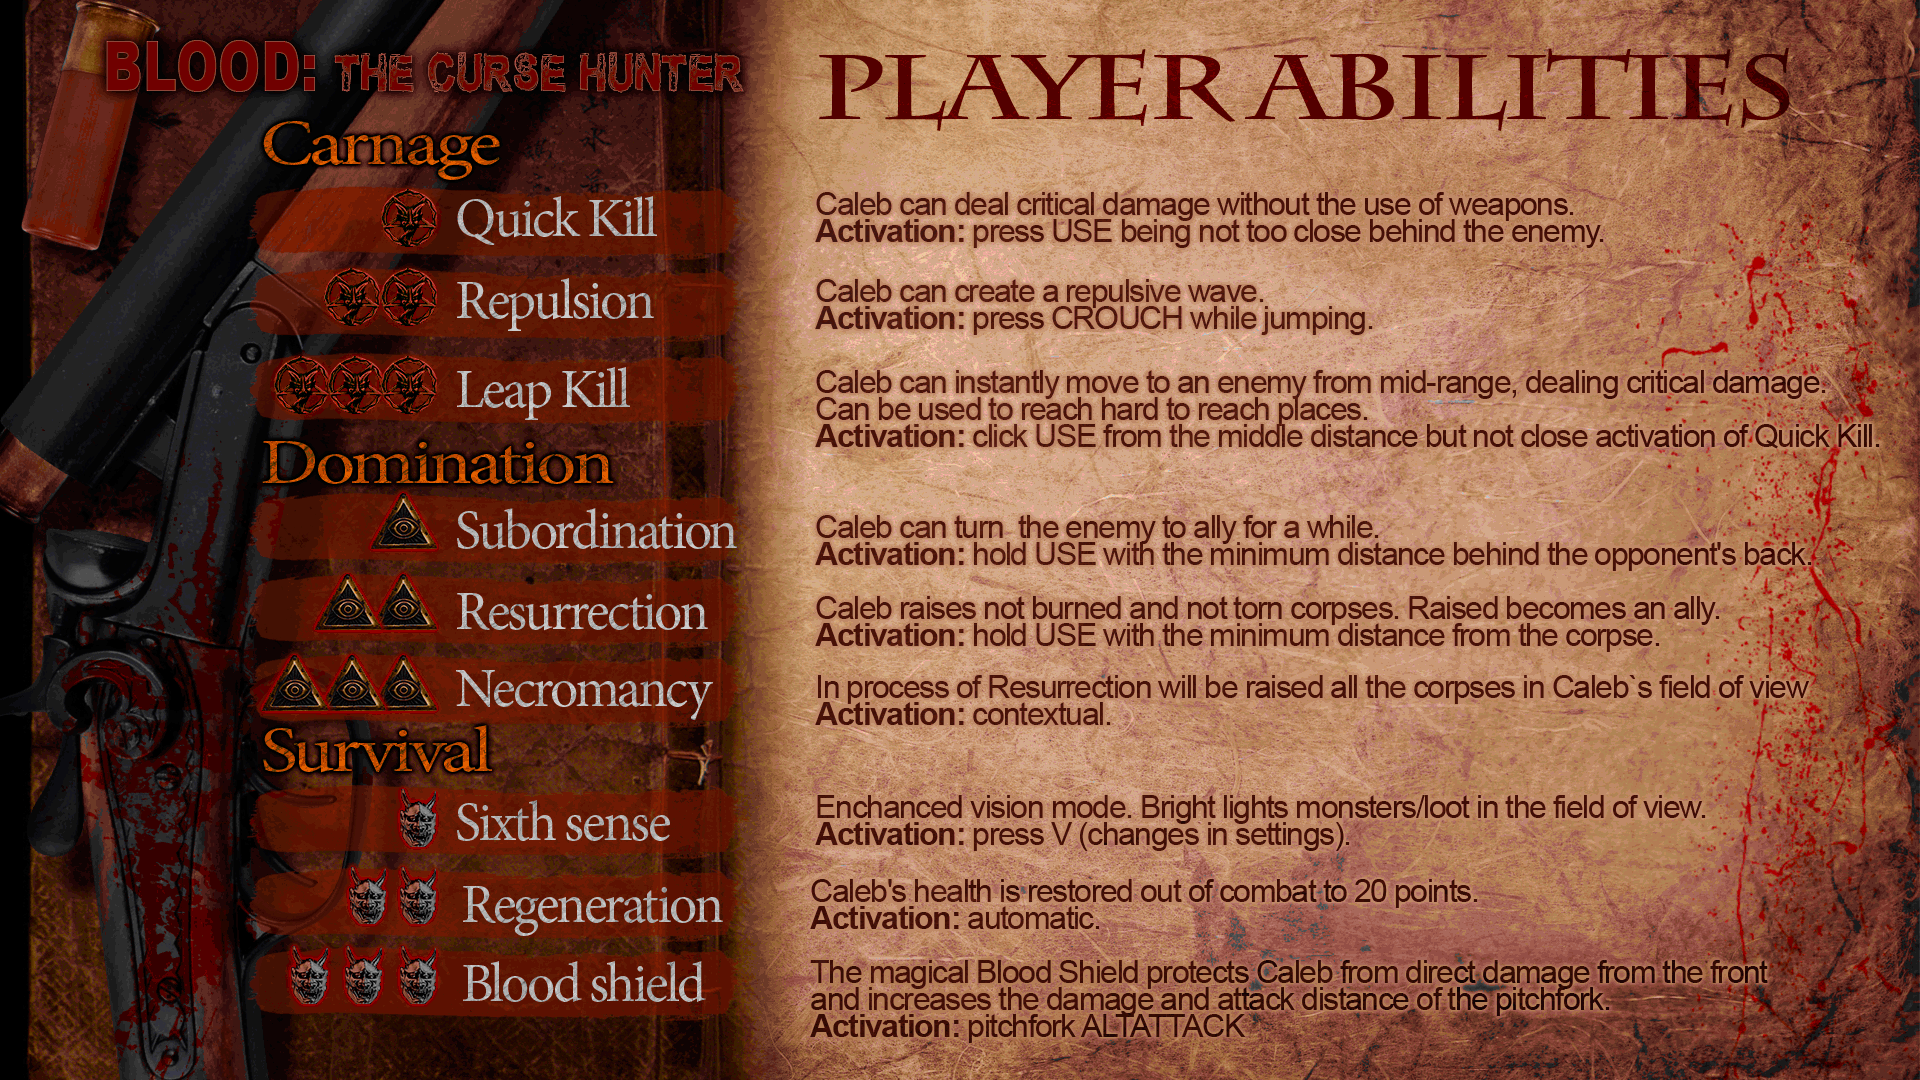 BLOOD: THE CURSE HUNTER
PLAYER ABILITIES
Carnage
Quick Kill
Caleb can deal critical damage without the use of weapons.
Activation: press USE being not too close behind the enemy.
Repulsion
Caleb can create a repulsive wave.
Activation: press CROUCH while jumping.
Leap Kill
Caleb can instantly move to an enemy from mid-range, dealing critical damage.
Can be used to reach hard to reach places.
Activation: click USE from the middle distance but not close activation of Quick Kill.
Domination
Subordination
Caleb can turn  the enemy to ally for a while.
Activation: hold USE with the minimum distance behind the opponent's back.
Resurrection
Caleb raises not burned and not torn corpses. Raised becomes an ally.
Activation: hold USE with the minimum distance from the corpse.
Necromancy
In process of Resurrection will be raised all the corpses in Caleb`s field of view
Activation: contextual.
Survival
Sixth sense
Enchanced vision mode. Bright lights monsters/loot in the field of view.
Activation: press V (changes in settings).
Regeneration
Caleb's health is restored out of combat to 20 points.
Activation: automatic.
Blood shield
The magical Blood Shield protects Caleb from direct damage from the front
and increases the damage and attack distance of the pitchfork.
Activation: pitchfork ALTATTACK